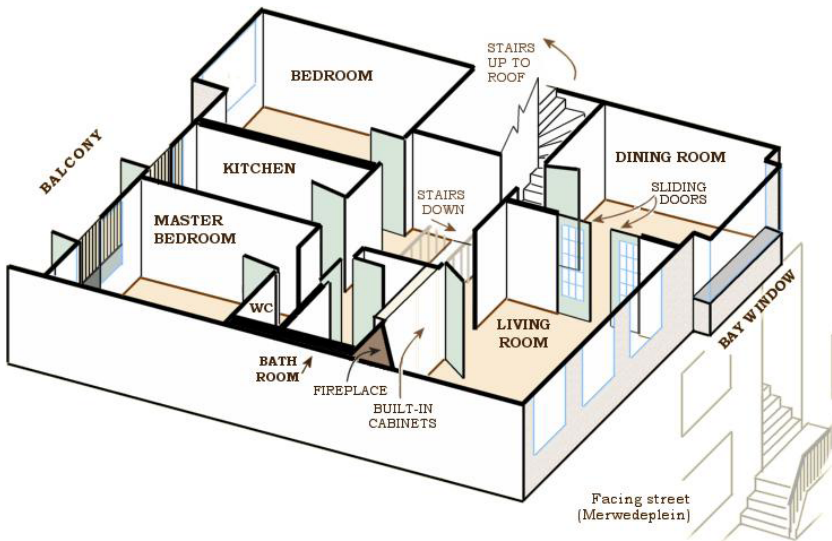 STAIRS
UP TO
ROOF
BEDROOM
BALCONY
KITCHEN
DINING ROOM
SLIDING
DOORS
STAIRS
DOWN
MASTER
BEDROOM
WC
LIVING
ROOM
BAY WINDOW
BATH
ROOM
FIREPLACE
BUILT-IN
CABINETS
Facing street
(Merwedeplein)